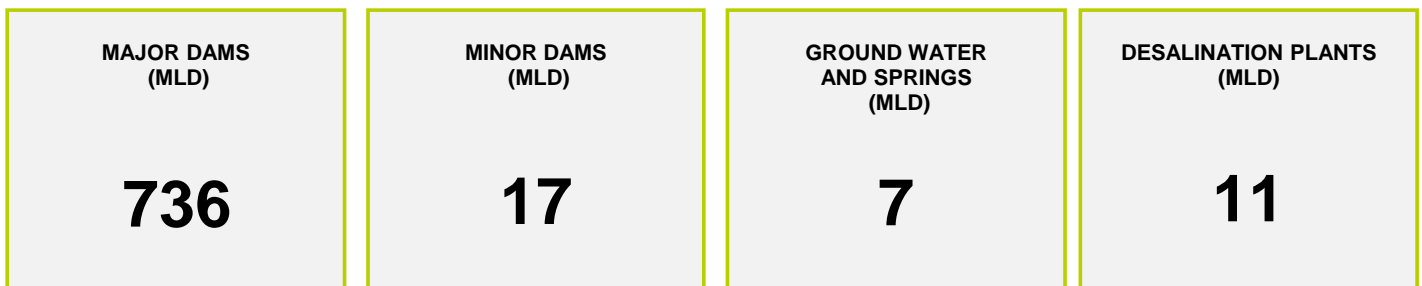 MAJOR DAMS
(MLD)
736
MINOR DAMS
(MLD)
17
GROUND WATER
AND SPRINGS
(MLD)
7
DESALINATION PLANTS
(MLD)
11